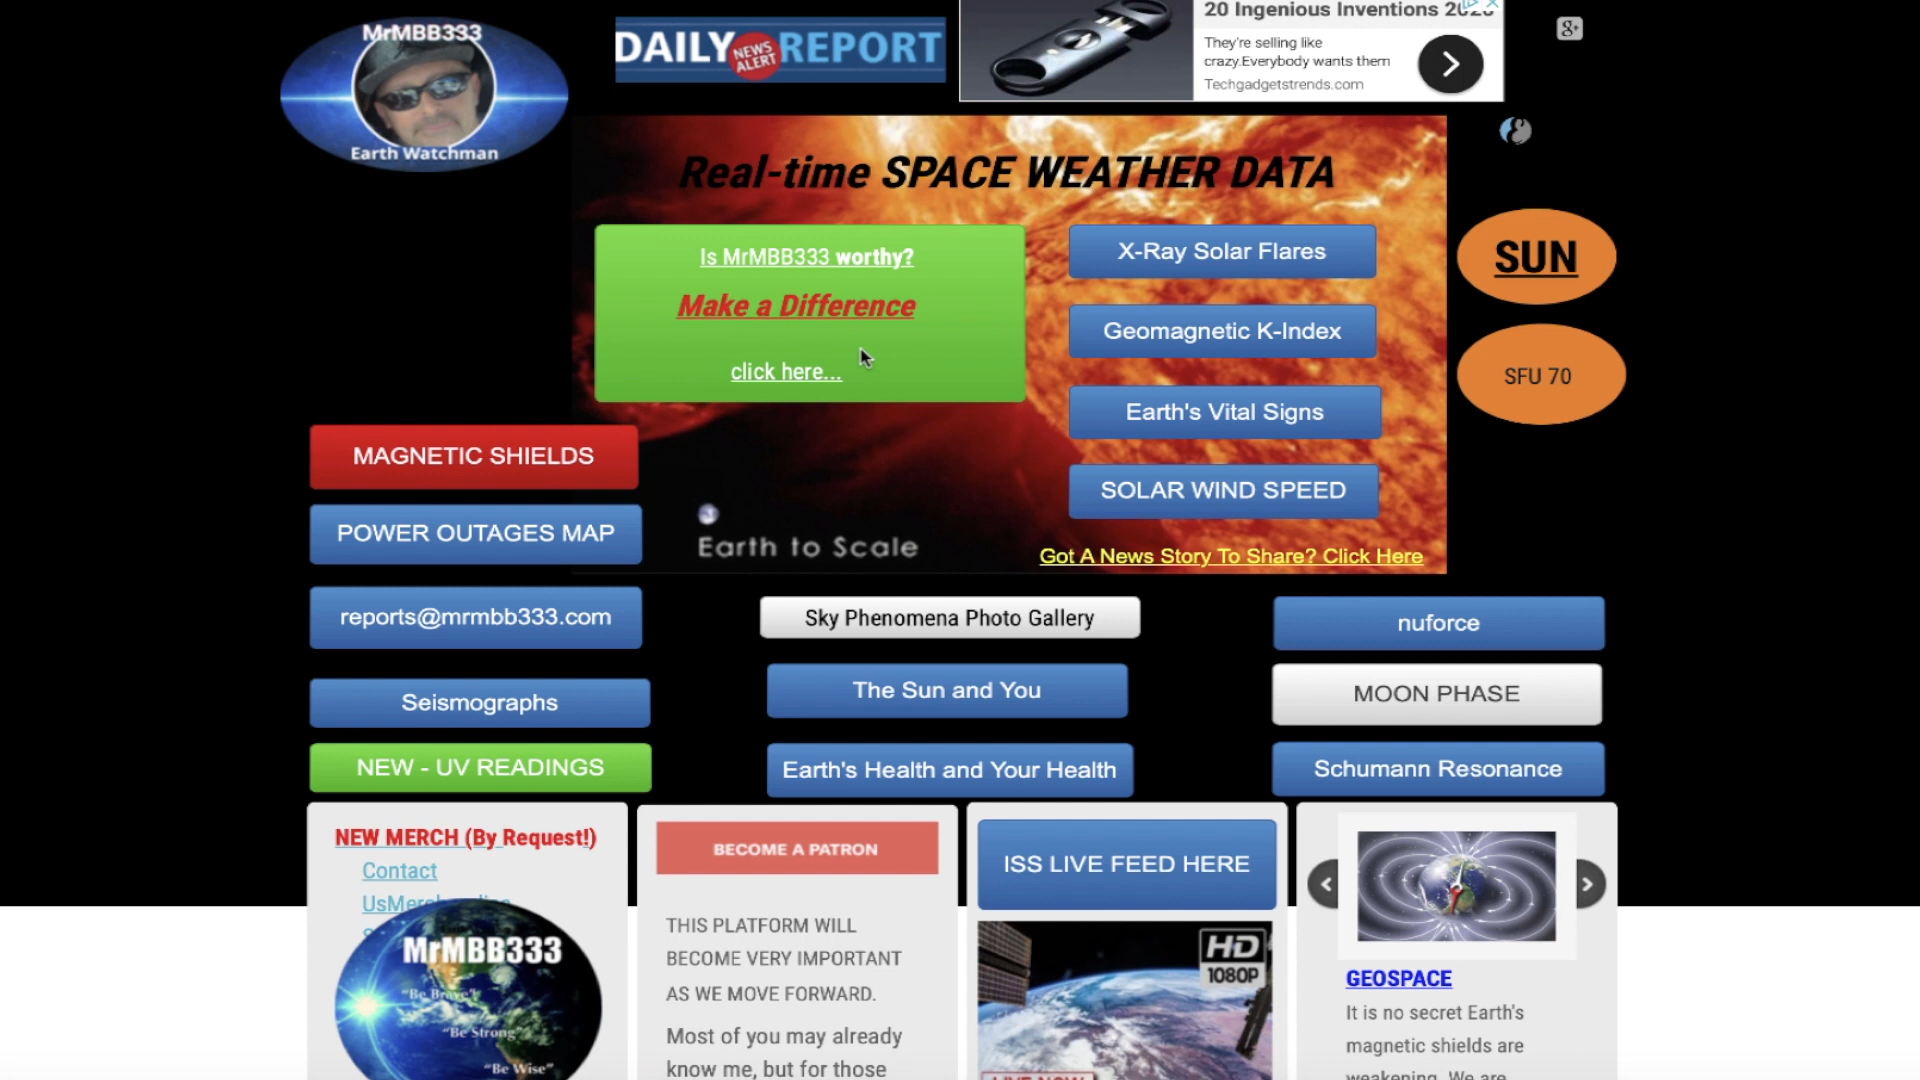 MrMBB333
Earth Watchman
DAILY NEWS ALERT REPORT
20 Ingenious Inventions
They're selling like
crazy.Everybody wants them
Techgadgetstrends.com
g+
Real-time SPACE WEATHER DATA
Is MrMBB333 worthy?
Make a Difference
click here...
X-Ray Solar Flares
Geomagnetic K-Index
Earth's Vital Signs
SOLAR WIND SPEED
SUN
SFU 70
Earth to Scale
Got A News Story To Share? Click Here
MAGNETIC SHIELDS
POWER OUTAGES MAP
reports@mrmbb333.com
Seismographs
NEW - UV READINGS
Sky Phenomena Photo Gallery
The Sun and You
Earth's Health and Your Health
nuforce
MOON PHASE
Schumann Resonance
NEW MERCH (By Request!)
Contact
MrMBB333
"Be Brave"
"Be Strong"
"Be Wise"
BECOME A PATRON
THIS PLATFORM WILL
BECOME VERY IMPORTANT
AS WE MOVE FORWARD.
Most of you may already
know me, but for those
ISS LIVE FEED HERE
HD
1080P
LIVE NOW
GEOSPACE
It is no secret Earth's
magnetic shields are
weakening. We are